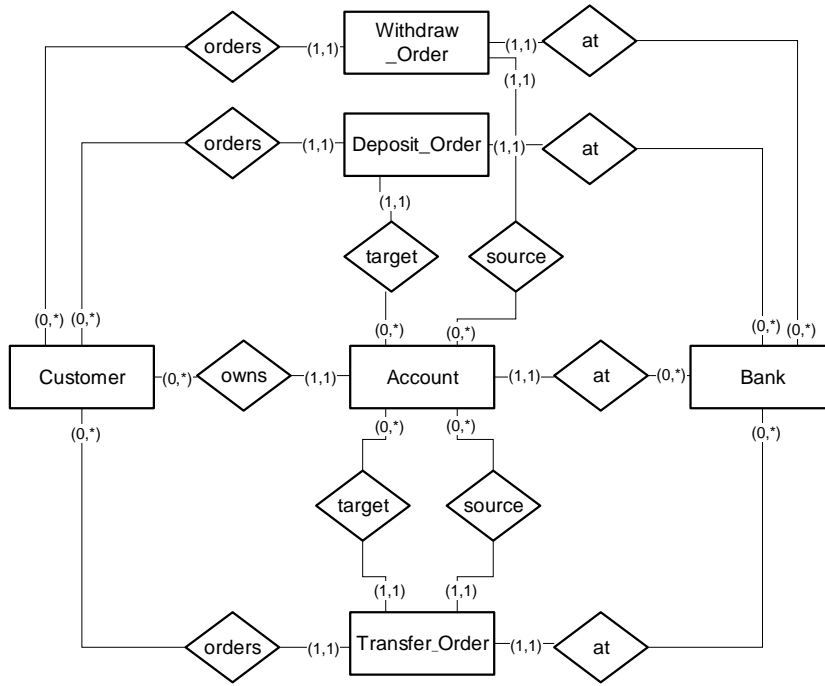 orders
(1,1)
Withdraw
_Order
(1,1)
at
(1,1)
orders
(1,1)
Deposit_Order
(1,1)
at
(1,1)
target
source
(0,*)
(0,*)
(0,*)
(0,*)
(0,*)
(0,*)
Customer
(0,*)
owns
(1,1)
Account
(1,1)
at
(0,*)
Bank
(0,*)
(0,*)
(0,*)
(0,*)
target
source
(1,1)
(1,1)
orders
(1,1)
Transfer_Order
(1,1)
at